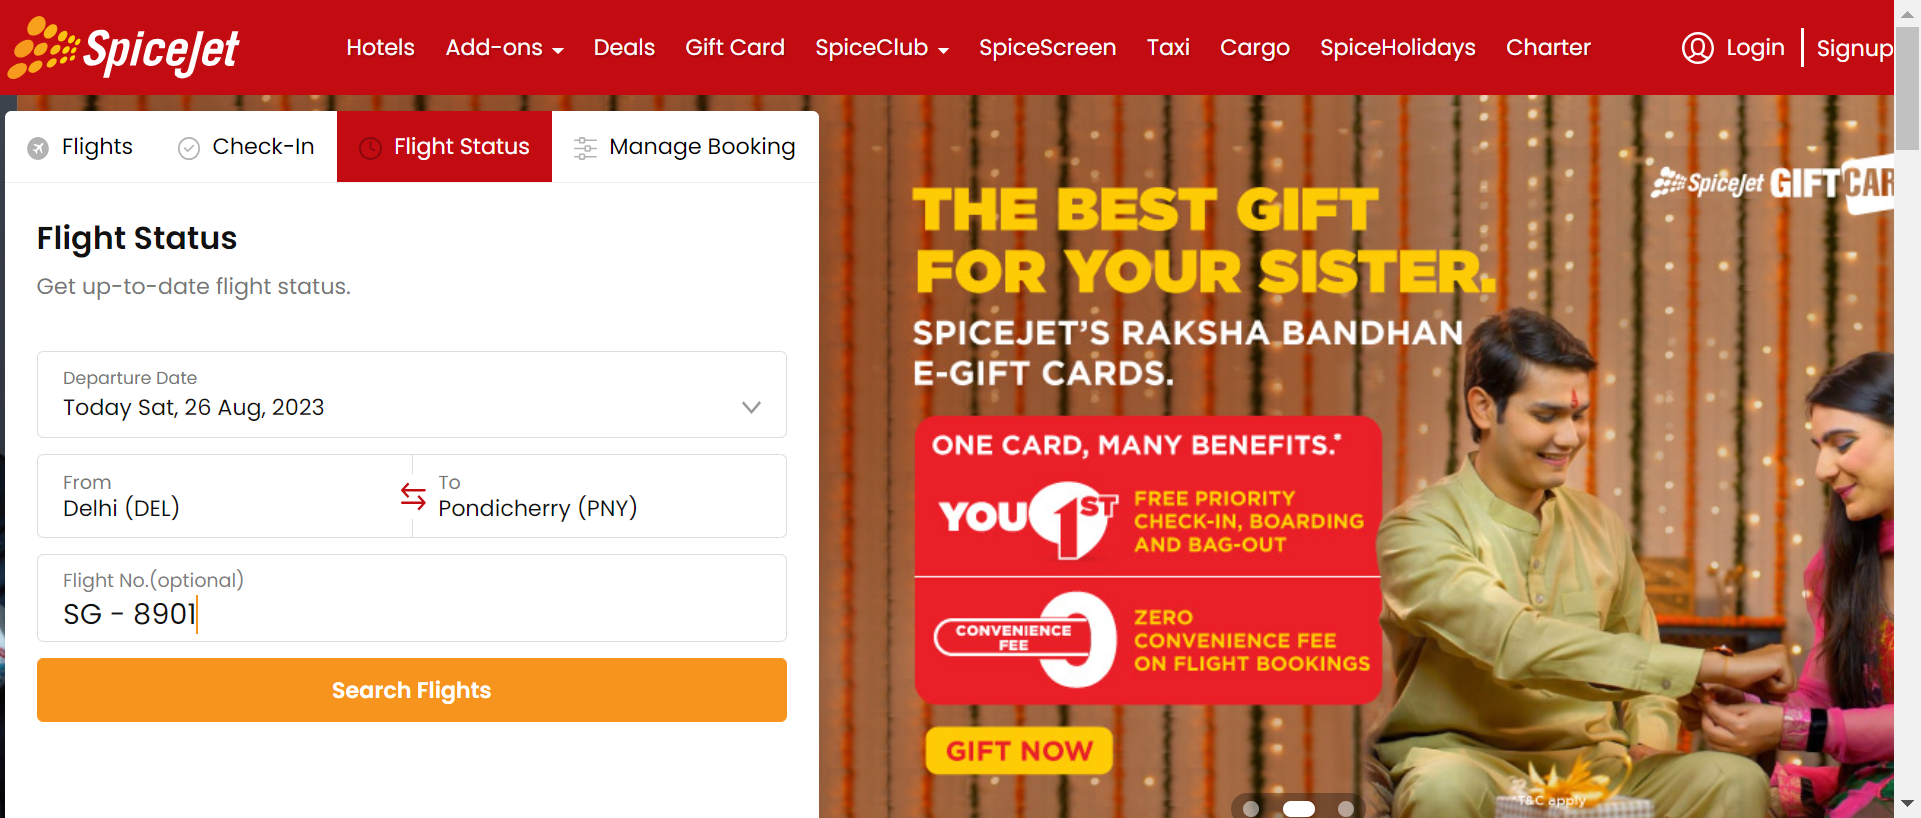 SpiceJet
Hotels Add-ons Deals Gift Card SpiceClub SpiceScreen Taxi Cargo SpiceHolidays Charter Login Signup
Flights Check-In Flight Status Manage Booking
Flight Status
Get up-to-date flight status.
Departure Date
Today Sat, 26 Aug, 2023
From
Delhi (DEL)
To
Pondicherry (PNY)
Flight No.(optional)
SG - 8901
Search Flights
SpiceJet GIFT CAR
THE BEST GIFT
FOR YOUR SISTER.
SPICEJET'S RAKSHA BANDHAN
E-GIFT CARDS.
ONE CARD, MANY BENEFITS.*
YOU 1ST
FREE PRIORITY
CHECK-IN, BOARDING
AND BAG-OUT
CONVENIENCE
FEE
0
ZERO
CONVENIENCE FEE
ON FLIGHT BOOKINGS
GIFT NOW
*T&C apply